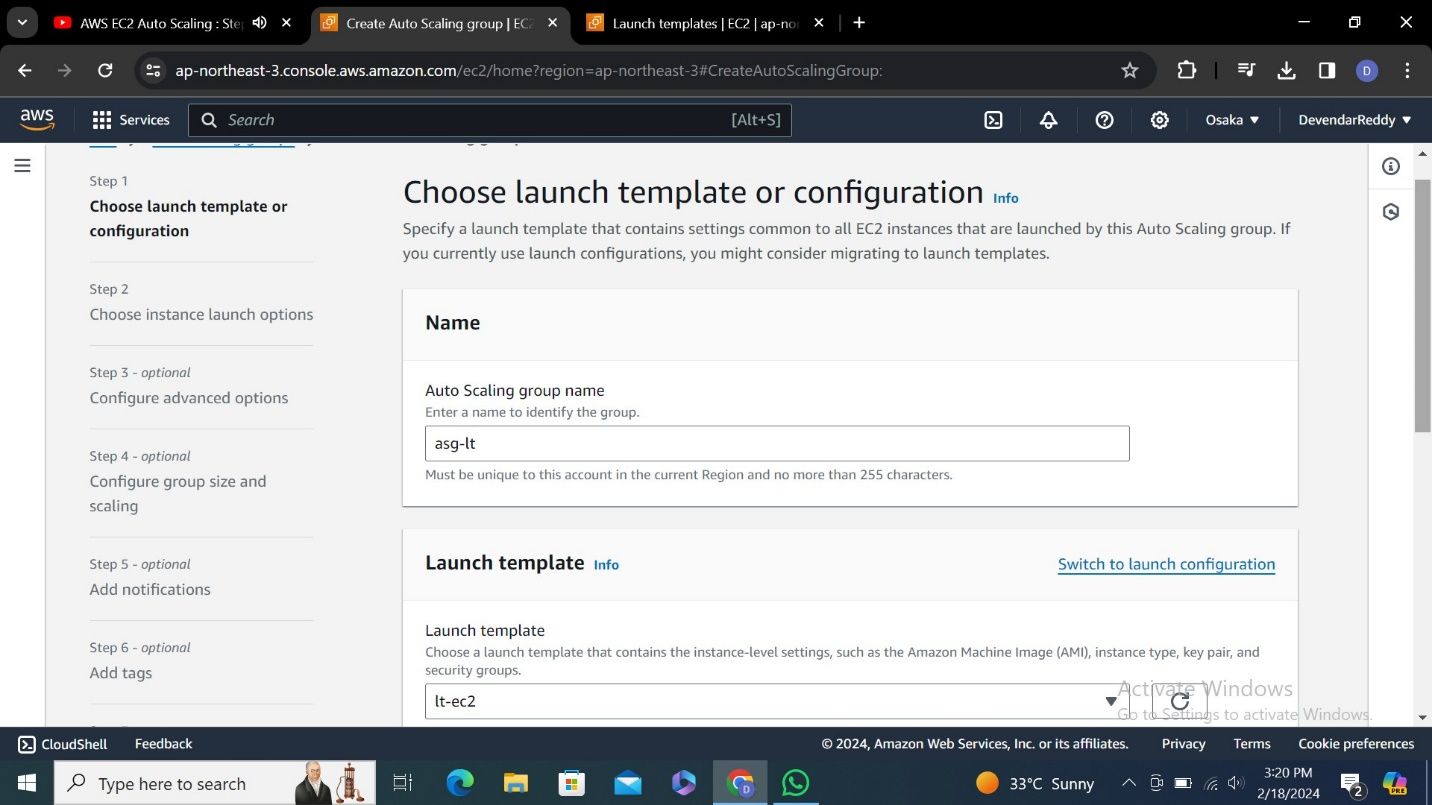 AWS EC2 Auto Scaling : Ste
Create Auto Scaling group | EC
Launch templates | EC2 | ap-no
ap-northeast-3.console.aws.amazon.com/ec2/home?region=ap-northeast-3#CreateAutoScalingGroup:
D
aws
Services
Search
[Alt+S]
Osaka
DevendarReddy
Step 1
Choose launch template or
configuration
Step 2
Choose instance launch options
Step 3 - optional
Configure advanced options
Step 4 - optional
Configure group size and
scaling
Step 5 - optional
Add notifications
Step 6 - optional
Add tags
Choose launch template or configuration Info
Specify a launch template that contains settings common to all EC2 instances that are launched by this Auto Scaling group. If
you currently use launch configurations, you might consider migrating to launch templates.
Name
Auto Scaling group name
Enter a name to identify the group.
asg-lt
Must be unique to this account in the current Region and no more than 255 characters.
Launch template Info
Switch to launch configuration
Launch template
Choose a launch template that contains the instance-level settings, such as the Amazon Machine Image (AMI), instance type, key pair, and
security groups.
lt-ec2
Activate Windows
Go to Settings to activate Windows.
CloudShell
Feedback
© 2024, Amazon Web Services, Inc. or its affiliates.
Privacy
Terms
Cookie preferences
Type here to search
D
33°C Sunny
3:20 PM
2/18/2024
2
PRE